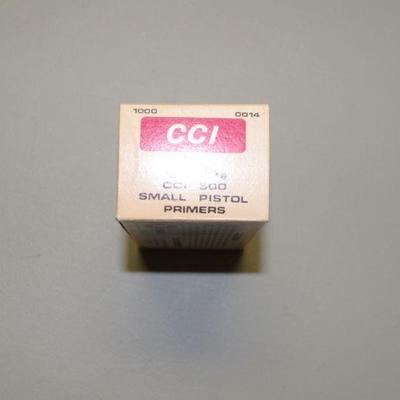 1000 0014
CCI
CCI 500
SMALL PISTOL
PRIMERS